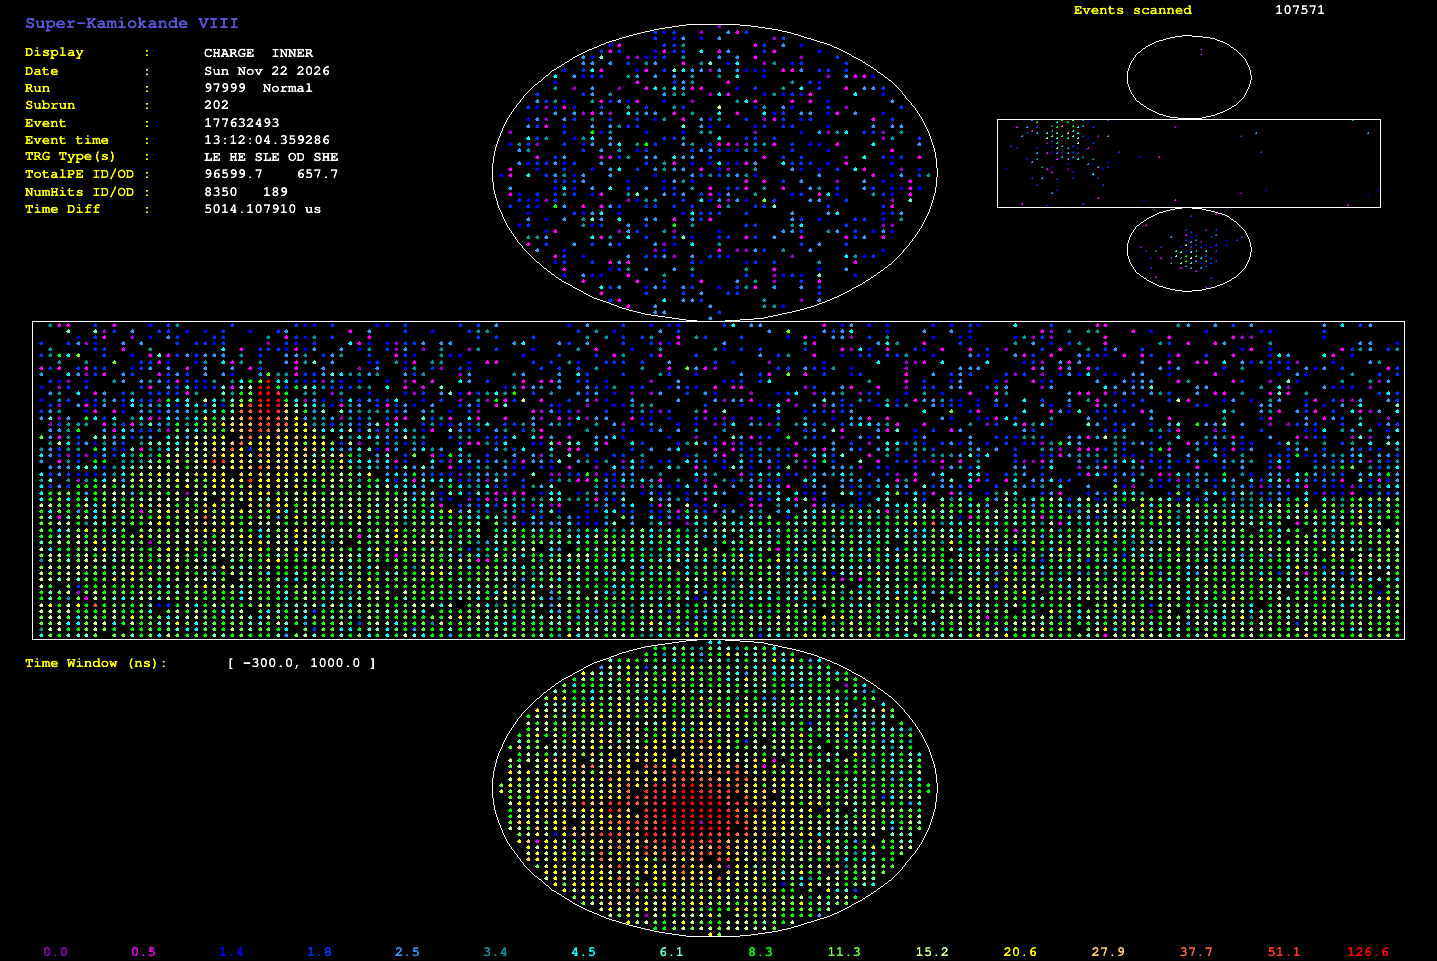 Super-Kamiokande VIII
Display : CHARGE INNER
Date : Sun Nov 22 2026
Run : 97999 Normal
Subrun : 202
Event : 177632493
Event time : 13:12:04.359286
TRG Type(s) : LE HE SLE OD SHE
TotalPE ID/OD : 96599.7 657.7
NumHits ID/OD : 8350 189
Time Diff : 5014.107910 us
Events scanned 107571
Time Window (ns): [ -300.0, 1000.0 ]
0.0 0.5 1.4 1.8 2.5 3.4 4.5 6.1 8.3 11.3 15.2 20.6 27.9 37.7 51.1 126.6